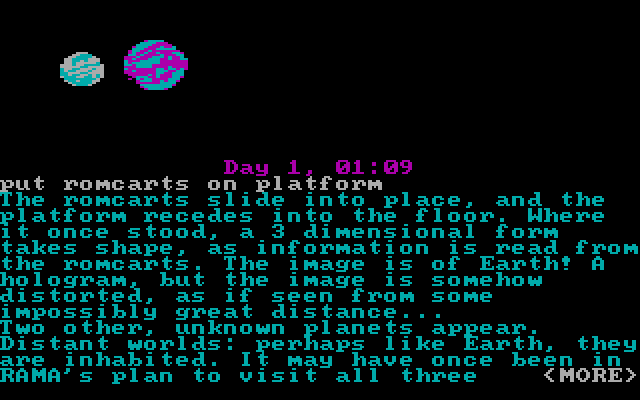 Day 1, 01:09
put romcarts on platform
The romcarts slide into place, and the
platform recedes into the floor. Where
it once stood, a 3 dimensional form
takes shape, as information is read from
the romcarts. The image is of Earth! A
hologram, but the image is somehow
distorted, as if seen from some
impossibly great distance...
Two other, unknown planets appear.
Distant worlds: perhaps like Earth, they
are inhabited. It may have once been in
RAMA's plan to visit all three <MORE>